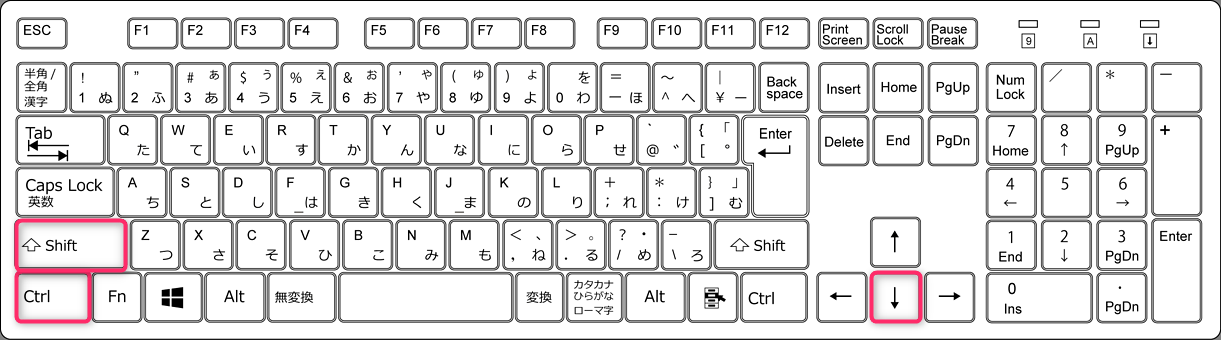 ESC F1 F2 F3 F4 F5 F6 F7 F8 F9 F10 F11 F12 Print Screen Scroll Lock Pause Break 9 A ↓
半角/全角 漢字 ! 1 ぬ " 2 ふ # ぁ 3 あ $ ぅ 4 う % ぇ 5 え & ぉ 6 お ' ゃ 7 や ( ゅ 8 ゆ ) ょ 9 よ を 0 わ = － ほ ～ ^ へ | ￥ ー Back space Insert Home PgUp Num Lock ／ ＊ －
Tab Q た W て E い R す T か Y ん U な I に O ら P せ ` @ ゛ { 「 [ ° Enter Delete End PgDn 7 Home 8 ↑ 9 PgUp +
Caps Lock 英数 A ち S と D し F _は G き H く J _ま K の L り + ; れ * : け } 」 ] む 4 ← 5 6 →
Shift Z つ X さ C そ V ひ B こ N み M も < 、 , ね > 。 . る ? ・ / め _ \ ろ Shift ↑ 1 End 2 ↓ 3 PgDn Enter
Ctrl Fn Alt 無変換 変換 カタカナ ひらがな ローマ字 Alt Ctrl ← ↓ → 0 Ins . PgDn